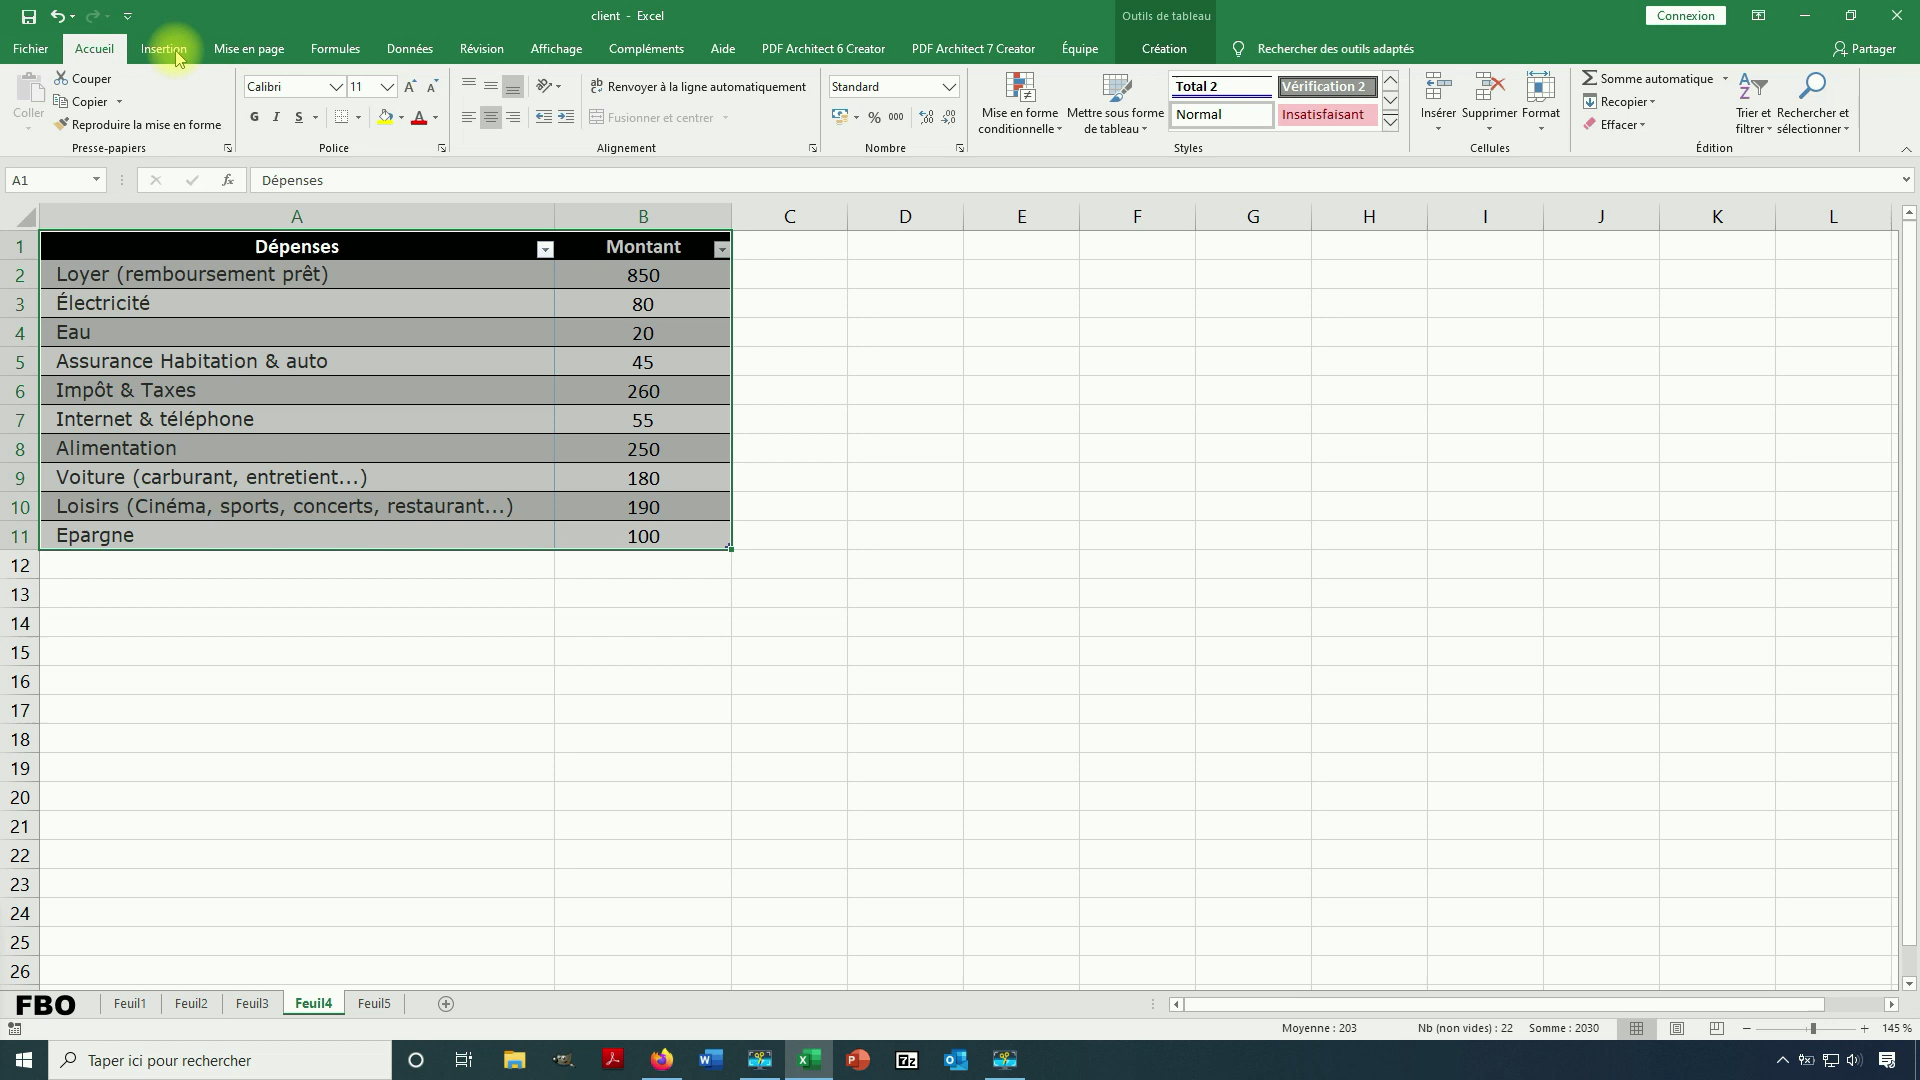 client - Excel
Outils de tableau
Connexion
Fichier Accueil Insertion Mise en page Formules Données Révision Affichage Compléments Aide PDF Architect 6 Creator PDF Architect 7 Creator Équipe Création Rechercher des outils adaptés Partager
Coller
Couper
Copier
Reproduire la mise en forme
Presse-papiers
Calibri 11
G I S
Police
Renvoyer à la ligne automatiquement
Fusionner et centrer
Alignement
Standard
% 000
Nombre
Mise en forme conditionnelle
Mettre sous forme de tableau
Total 2 Vérification 2
Normal Insatisfaisant
Styles
Insérer Supprimer Format
Cellules
Somme automatique
Recopier
Effacer
Trier et filtrer
Rechercher et sélectionner
Édition
A1 fx Dépenses
A B C D E F G H I J K L
1 Dépenses Montant
2 Loyer (remboursement prêt) 850
3 Électricité 80
4 Eau 20
5 Assurance Habitation & auto 45
6 Impôt & Taxes 260
7 Internet & téléphone 55
8 Alimentation 250
9 Voiture (carburant, entretient...) 180
10 Loisirs (Cinéma, sports, concerts, restaurant...) 190
11 Epargne 100
12
13
14
15
16
17
18
19
20
21
22
23
24
25
26
FBO Feuil1 Feuil2 Feuil3 Feuil4 Feuil5
Moyenne : 203 Nb (non vides) : 22 Somme : 2030 145 %
Taper ici pour rechercher